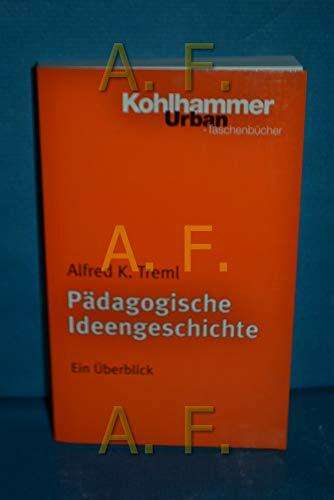 A. F.
Kohlhammer
Urban
-Taschenbücher
A. F.
Alfred K. Treml
Pädagogische
Ideengeschichte
Ein Überblick
A. F.